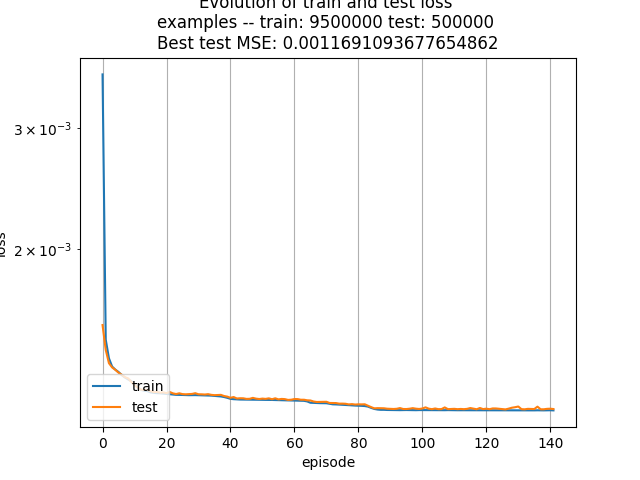 Evolution of train and test loss
examples -- train: 9500000 test: 500000
Best test MSE: 0.0011691093677654862
3 × 10⁻³
2 × 10⁻³
loss
train
test
0 20 40 60 80 100 120 140
episode